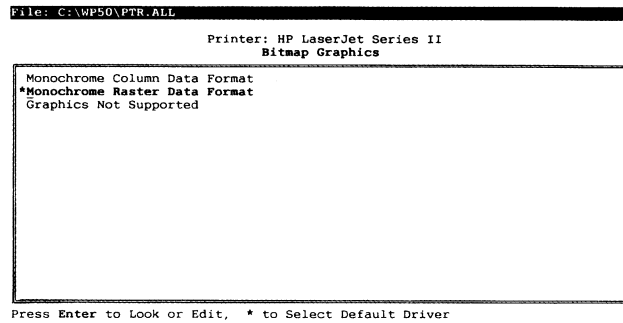 File: C:\WP50\PTR.ALL
Printer: HP LaserJet Series II
Bitmap Graphics
Monochrome Column Data Format
*Monochrome Raster Data Format
Graphics Not Supported
Press Enter to Look or Edit,  * to Select Default Driver